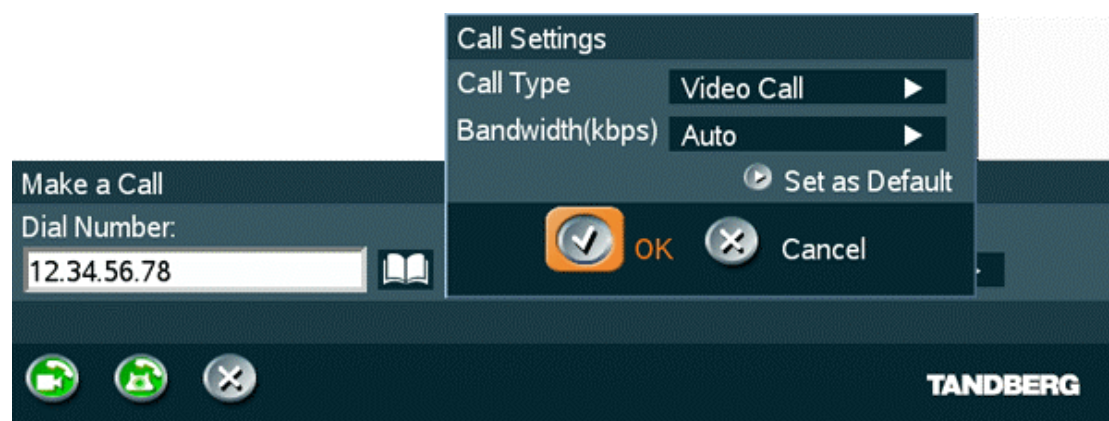 Call Settings
Call Type Video Call
Bandwidth(kbps) Auto
Set as Default
OK Cancel
Make a Call
Dial Number:
12.34.56.78
TANDBERG